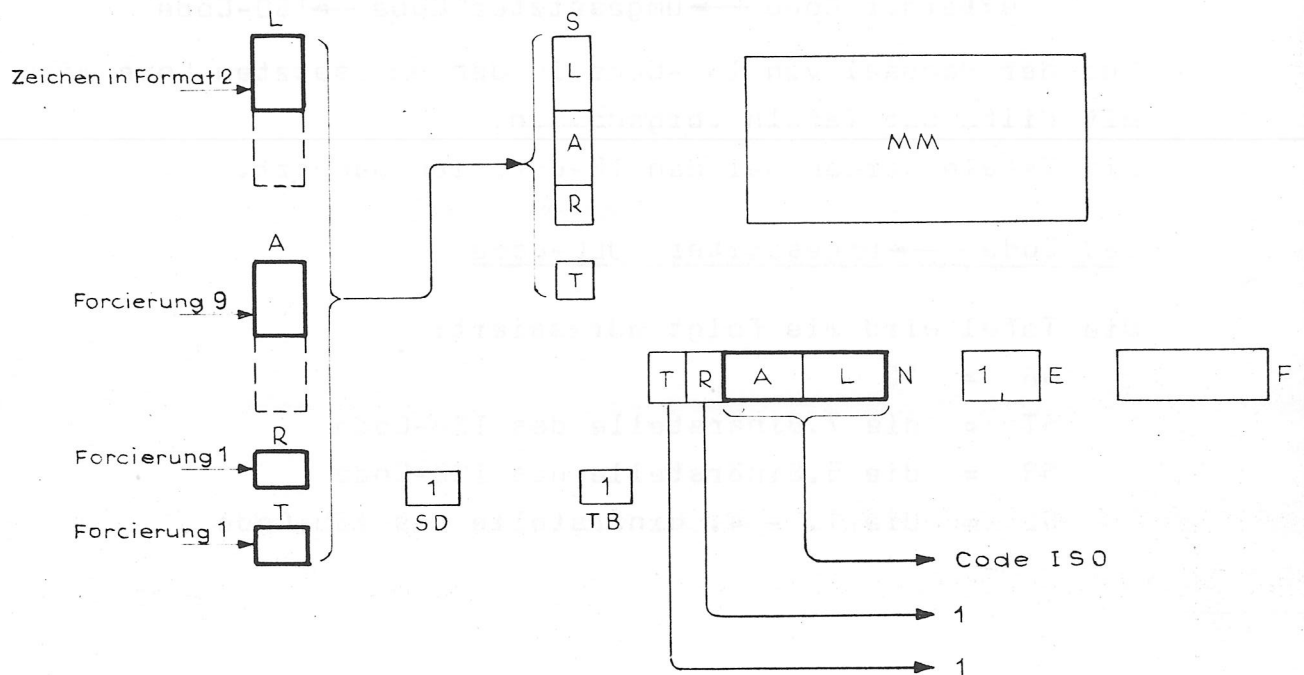 L
Zeichen in Format 2
A
Forcierung 9
R
Forcierung 1
T
Forcierung 1
S
L
A
R
T
MM
1
SD
1
TB
T R A L N
1 E
F
Code ISO
1
1